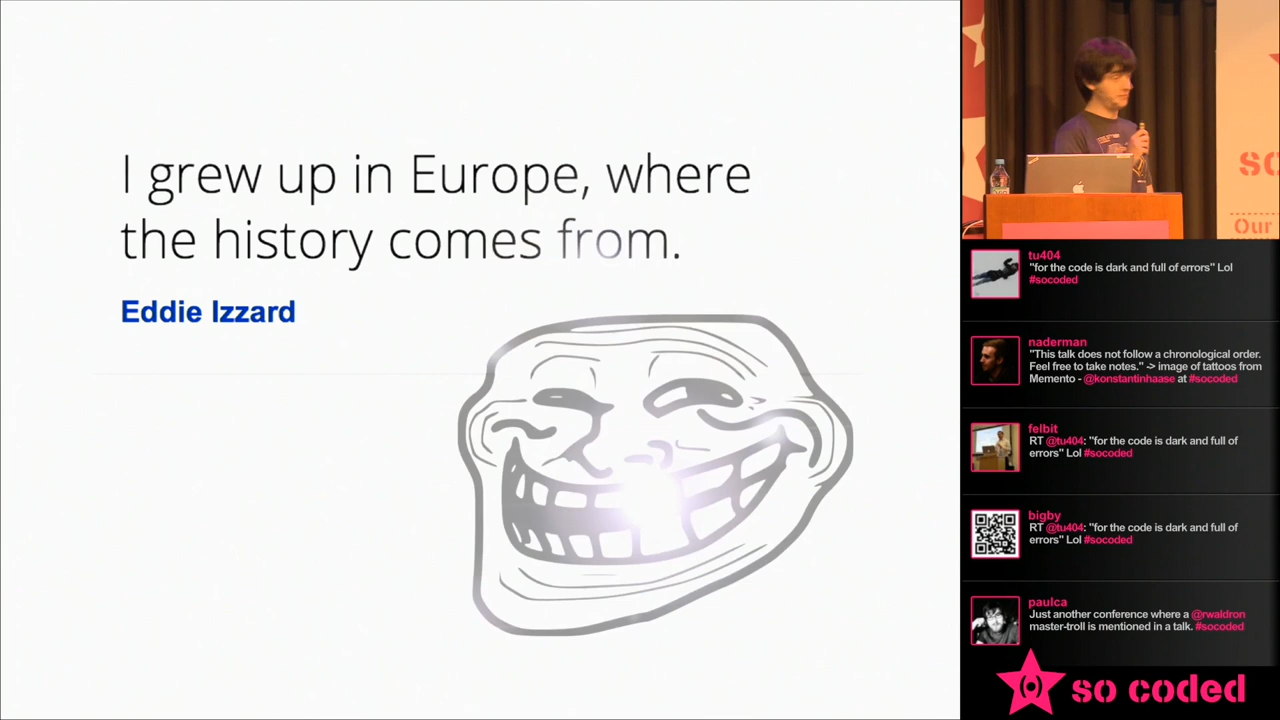 I grew up in Europe, where
the history comes from.
Eddie Izzard
so
Our
tu404
"for the code is dark and full of errors" Lol
#socoded
naderman
"This talk does not follow a chronological order.
Feel free to take notes." -> image of tattoos from
Memento - @konstantinhaase at #socoded
felbit
RT @tu404: "for the code is dark and full of
errors" Lol #socoded
bigby
RT @tu404: "for the code is dark and full of
errors" Lol #socoded
paulca
Just another conference where a @rwaldron
master-troll is mentioned in a talk. #socoded
so coded